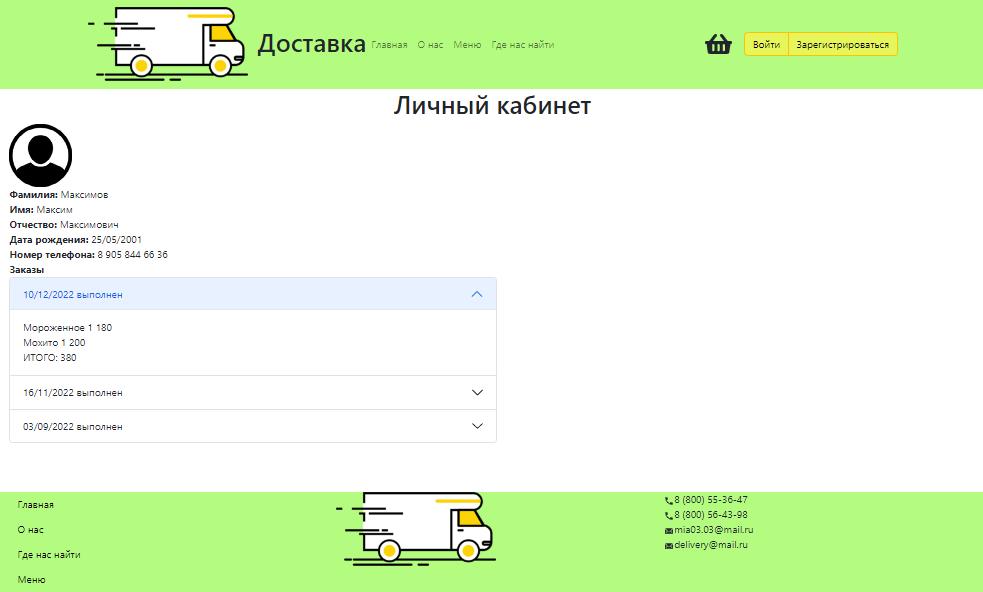 Доставка Главная О нас Меню Где нас найти Войти Зарегистрироваться
Личный кабинет
Фамилия: Максимов
Имя: Максим
Отчество: Максимович
Дата рождения: 25/05/2001
Номер телефона: 8 905 844 66 36
Заказы
10/12/2022 выполнен
Мороженное 1 180
Мохито 1 200
ИТОГО: 380
16/11/2022 выполнен
03/09/2022 выполнен
Главная
О нас
Где нас найти
Меню
8 (800) 55-36-47
8 (800) 56-43-98
mia03.03@mail.ru
delivery@mail.ru